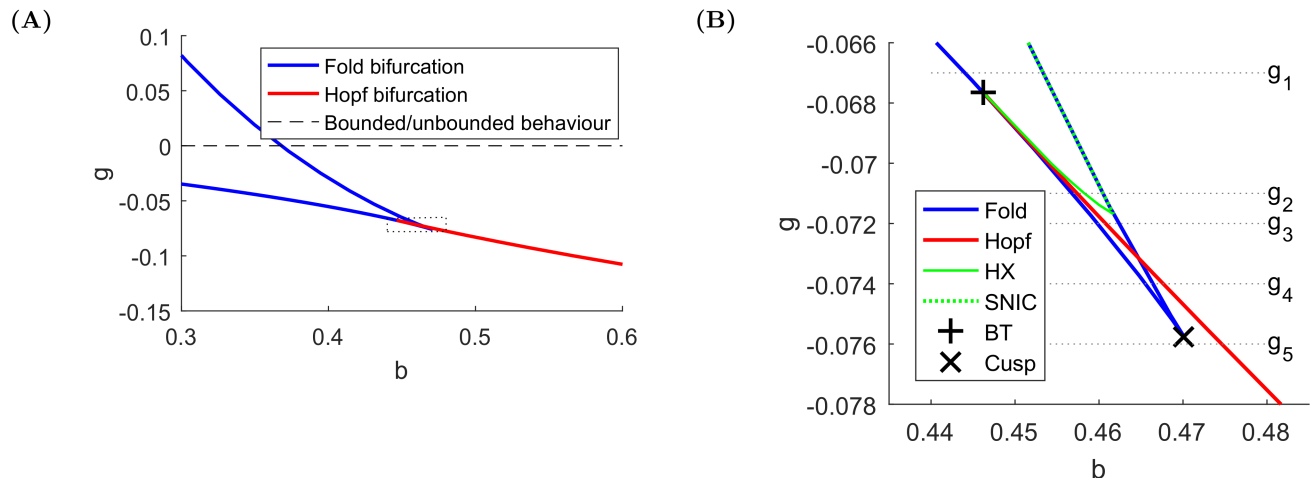 (A)
0.1
0.05
0
-0.05
-0.1
-0.15
g
0.3
0.4
0.5
0.6
b
Fold bifurcation
Hopf bifurcation
Bounded/unbounded behaviour
(B)
-0.066
-0.068
-0.07
-0.072
-0.074
-0.076
-0.078
g
0.44
0.45
0.46
0.47
0.48
b
g1
g2
g3
g4
g5
Fold
Hopf
HX
SNIC
BT
Cusp